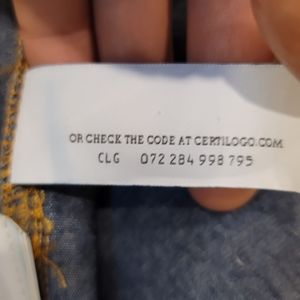 OR CHECK THE CODE AT CERTILOGO.COM
CLG 072 284 998 795